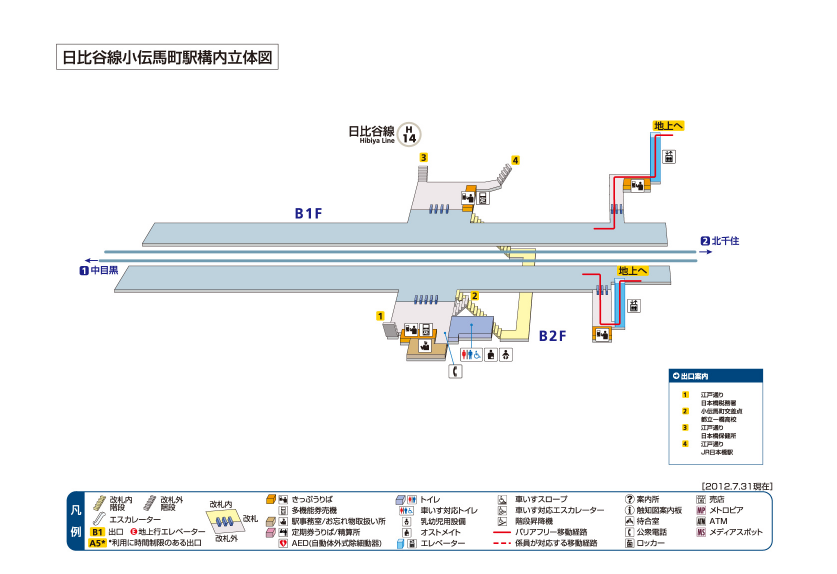 日比谷線小伝馬町駅構内立体図
日比谷線
Hibiya Line
H
14
地上へ
3
4
B1F
2 北千住
1 中目黒
地上へ
2
1
B2F
出口案内
1 江戸通り
日本橋税務署
2 小伝馬町交差点
都立一橋高校
3 江戸通り
日本橋保健所
4 江戸通り
JR日本橋駅
[2012.7.31現在]
凡例
改札内階段
改札外階段
エスカレーター
B1 出口
E 地上行エレベーター
A5* *利用に時間制限のある出口
改札内
改札
改札外
きっぷうりば
多機能券売機
駅事務室/お忘れ物取扱い所
定期券うりば/精算所
AED(自動体外式除細動器)
トイレ
車いす対応トイレ
乳幼児用設備
オストメイト
エレベーター
車いすスロープ
車いす対応エスカレーター
階段昇降機
バリアフリー移動経路
係員が対応する移動経路
? 案内所
触知図案内板
待合室
公衆電話
ロッカー
売店
MP メトロピア
ATM ATM
MS メディアスポット